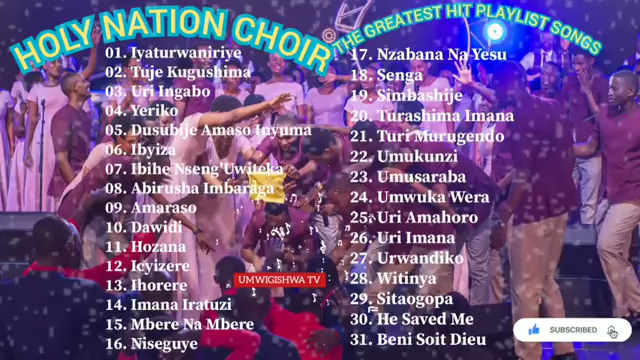 HOLY NATION CHOIR
THE GREATEST HIT PLAYLIST SONGS
01. Iyaturwaniriye
02. Tuje Kugushima
03. Uri Ingabo
04. Yeriko
05. Dusubije Amaso Inyuma
06. Ibyiza
07. Ibihe Nseng'Uwiteka
08. Abirusha Imbaraga
09. Amaraso
10. Dawidi
11. Hozana
12. Icyizere
13. Ihorere
14. Imana Iratuzi
15. Mbere Na Mbere
16. Niseguye
17. Nzabana Na Yesu
18. Senga
19. Simbashije
20. Turashima Imana
21. Turi Murugendo
22. Umukunzi
23. Umusaraba
24. Umwuka Wera
25. Uri Amahoro
26. Uri Imana
27. Urwandiko
28. Witinya
29. Sitaogopa
30. He Saved Me
31. Beni Soit Dieu
UMWIGISHWA TV
SUBSCRIBED